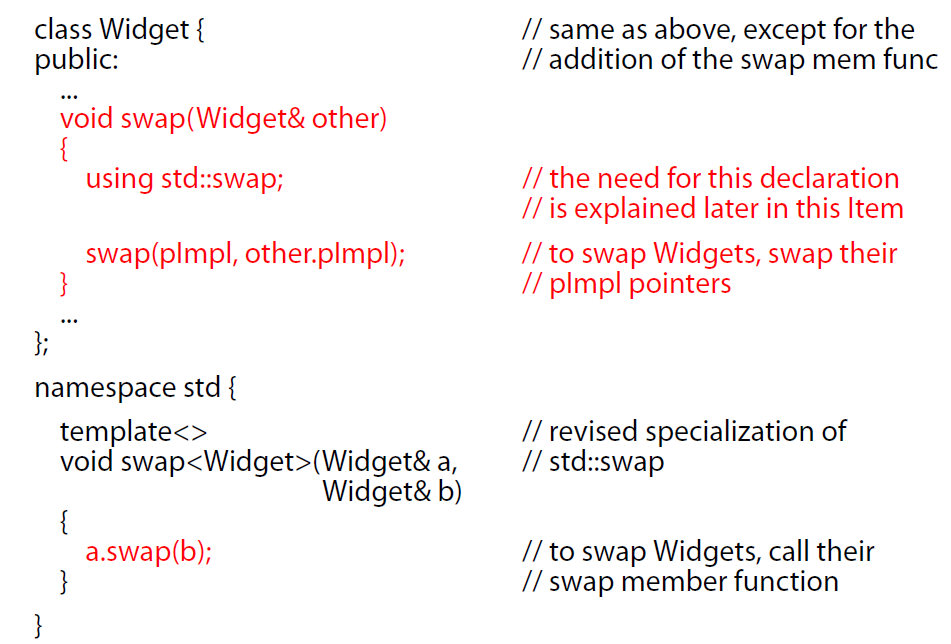 class Widget { // same as above, except for the
public: // addition of the swap mem func
...
void swap(Widget& other)
{
using std::swap; // the need for this declaration
// is explained later in this Item
swap(pImpl, other.pImpl); // to swap Widgets, swap their
} // pImpl pointers
...
};
namespace std {
template<> // revised specialization of
void swap<Widget>(Widget& a, // std::swap
Widget& b)
{
a.swap(b); // to swap Widgets, call their
} // swap member function
}